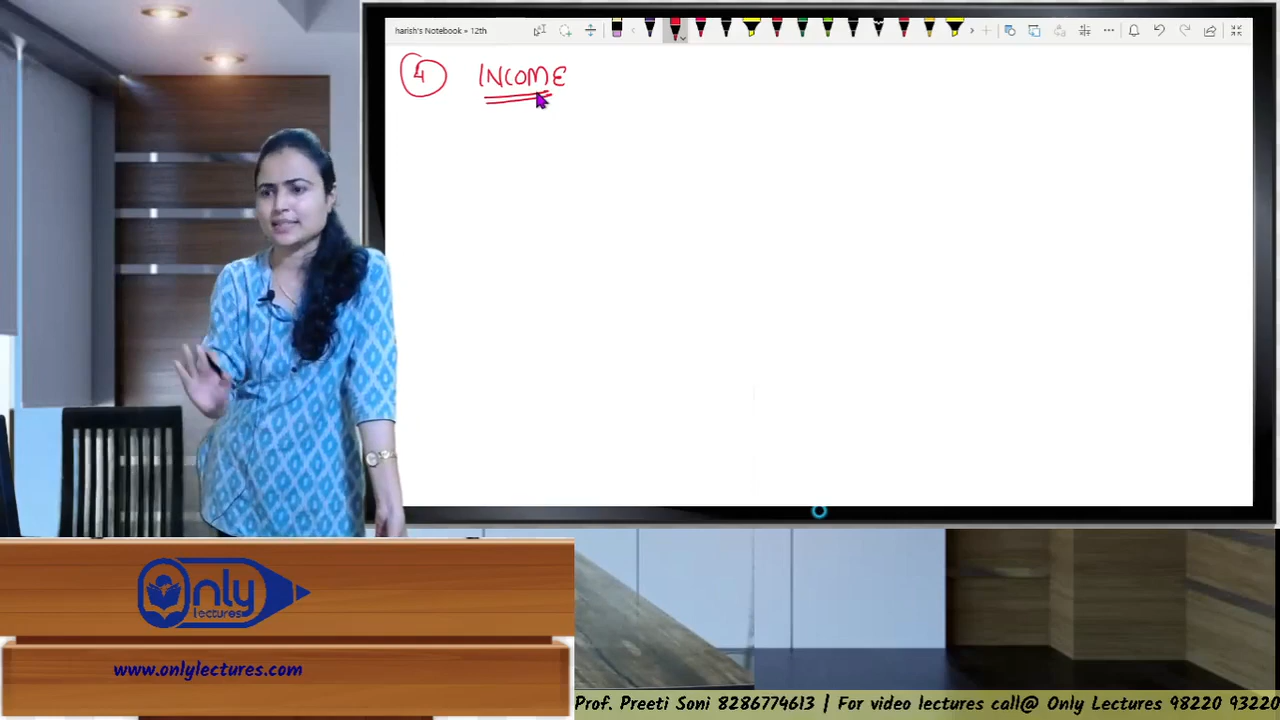 harish's Notebook » 12th
4 INCOME
Only
lectures
www.onlylectures.com
Prof. Preeti Soni 8286774613 | For video lectures call@ Only Lectures 98220 93220